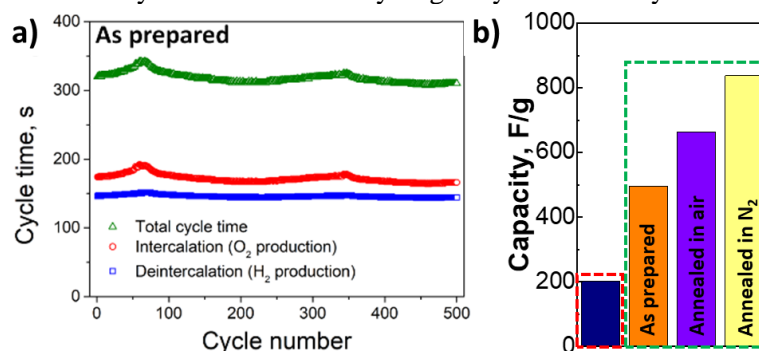 a)
As prepared
Cycle time, s
400
300
200
100
0
Total cycle time
Intercalation (O₂ production)
Deintercalation (H₂ production)
0 100 200 300 400 500
Cycle number
b)
Capacity, F/g
1000
800
600
400
200
0
As prepared
Annealed in air
Annealed in N₂